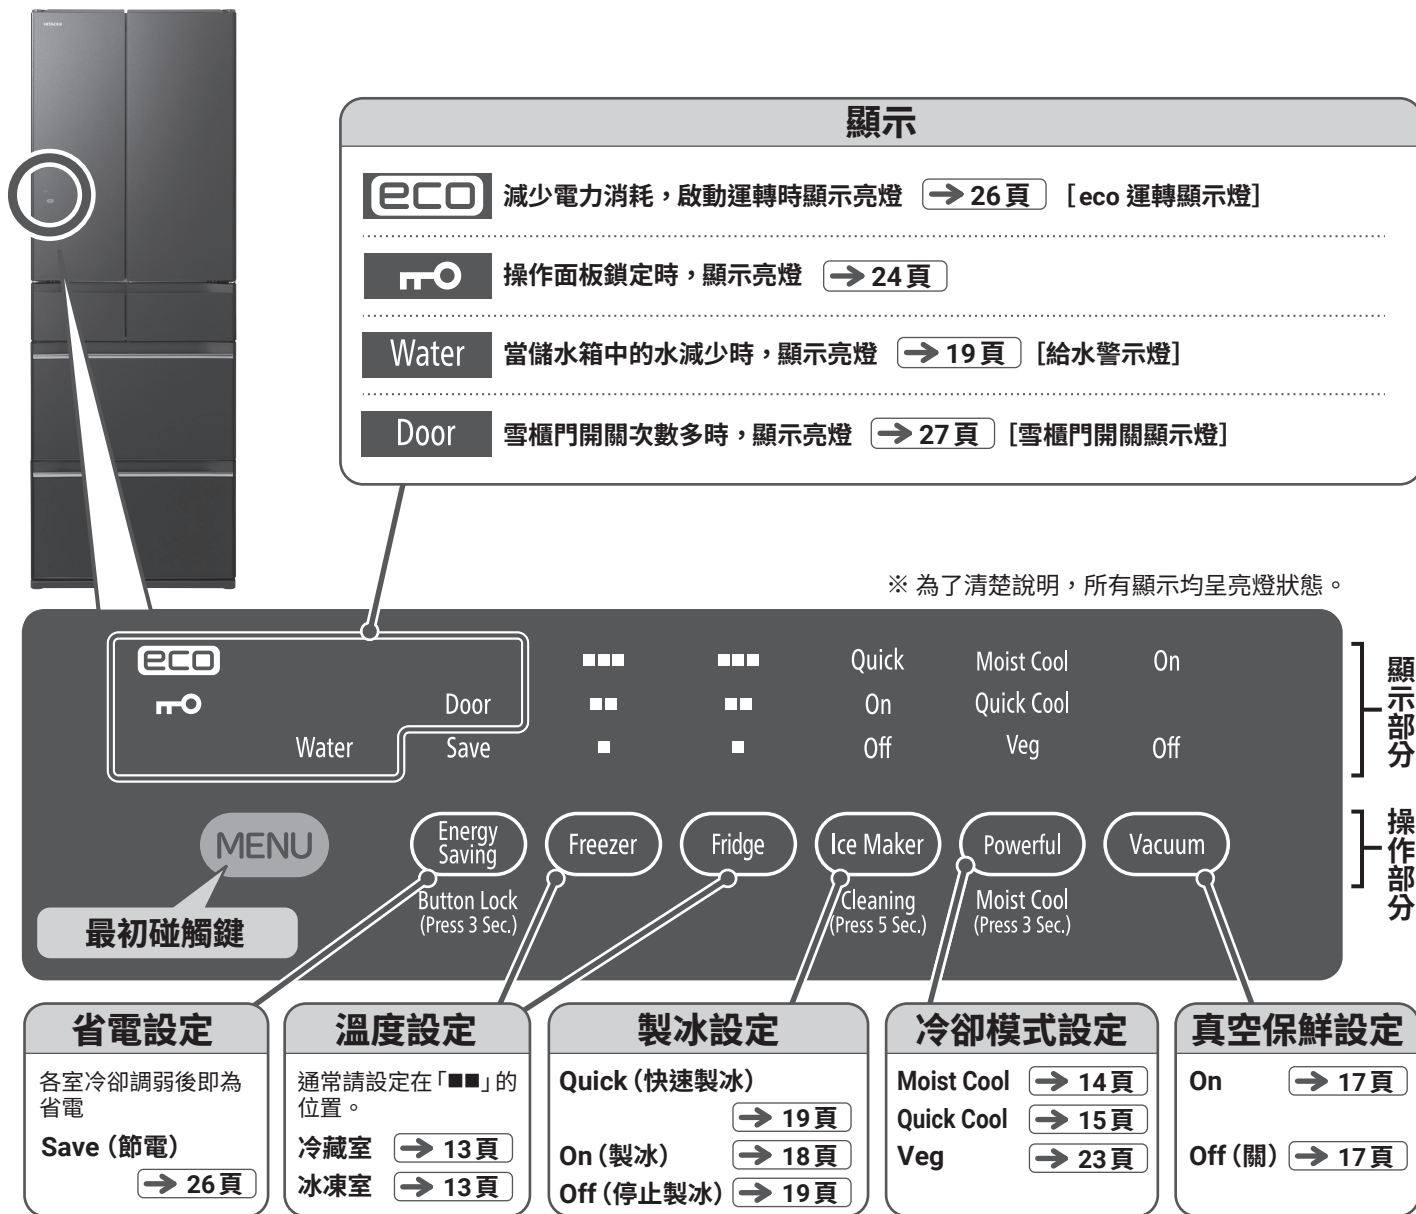 HITACHI
顯示
eco 減少電力消耗，啟動運轉時顯示亮燈 → 26頁 [eco 運轉顯示燈]
操作面板鎖定時，顯示亮燈 → 24頁
Water 當儲水箱中的水減少時，顯示亮燈 → 19頁 [給水警示燈]
Door 雪櫃門開關次數多時，顯示亮燈 → 27頁 [雪櫃門開關顯示燈]
※ 為了清楚說明，所有顯示均呈亮燈狀態。
eco ■■■ ■■■ Quick Moist Cool On
Door ■■ ■■ On Quick Cool
Water Save ■ ■ Off Veg Off
顯示部分
MENU Energy Saving Freezer Fridge Ice Maker Powerful Vacuum
操作部分
Button Lock Cleaning Moist Cool
(Press 3 Sec.) (Press 5 Sec.) (Press 3 Sec.)
最初碰觸鍵
省電設定
各室冷卻調弱後即為
省電
Save（節電）
→ 26頁
溫度設定
通常請設定在「■■」的
位置。
冷藏室 → 13頁
冰凍室 → 13頁
製冰設定
Quick（快速製冰）
→ 19頁
On（製冰） → 18頁
Off（停止製冰） → 19頁
冷卻模式設定
Moist Cool → 14頁
Quick Cool → 15頁
Veg → 23頁
真空保鮮設定
On → 17頁
Off（關） → 17頁